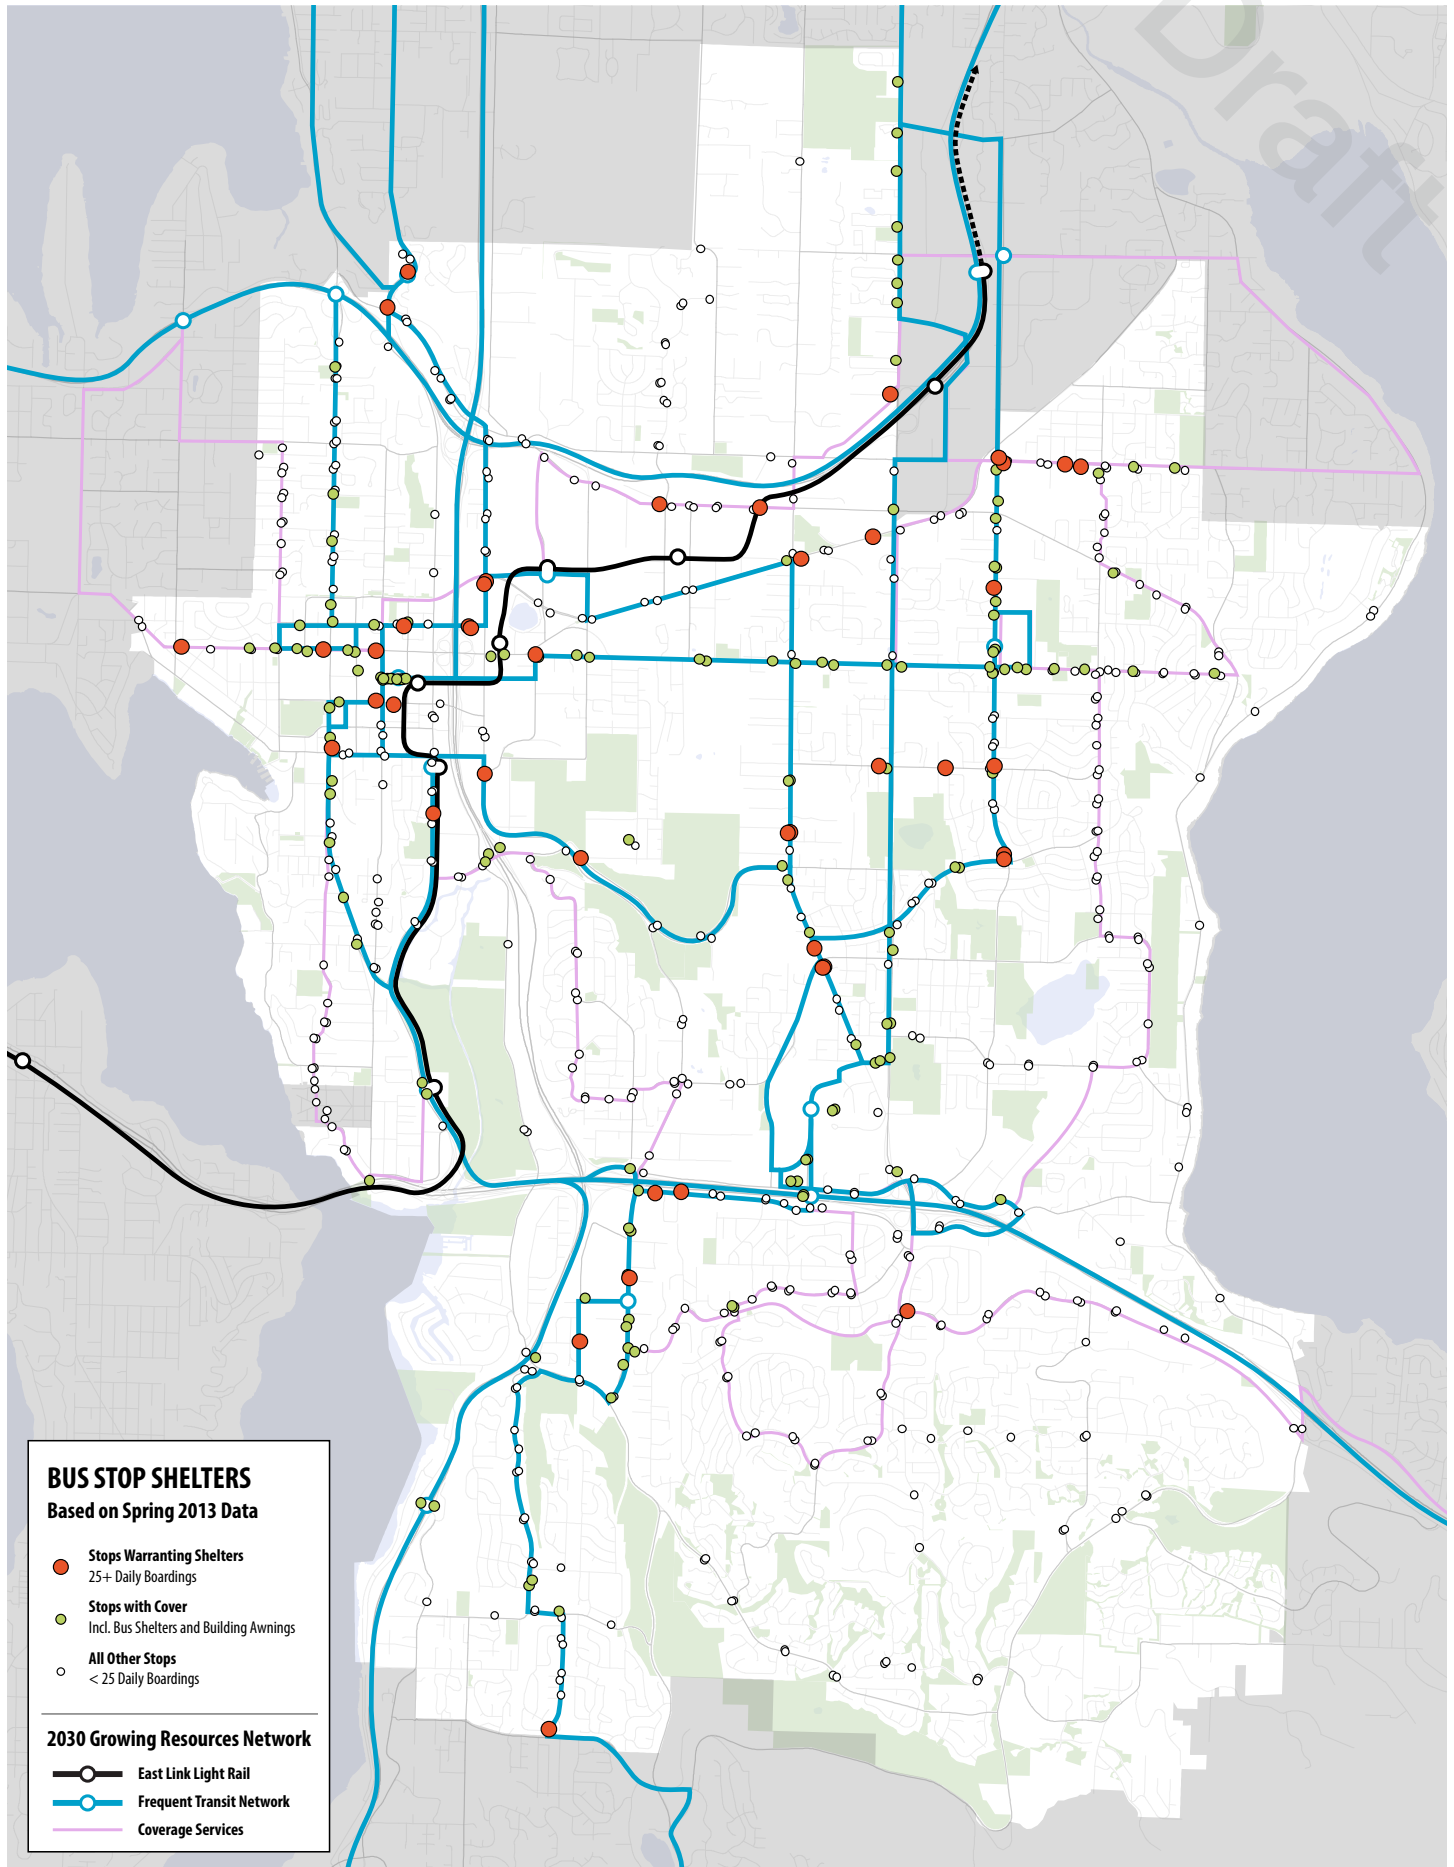 Draft
BUS STOP SHELTERS
Based on Spring 2013 Data
Stops Warranting Shelters
25+ Daily Boardings
Stops with Cover
Incl. Bus Shelters and Building Awnings
All Other Stops
< 25 Daily Boardings
2030 Growing Resources Network
East Link Light Rail
Frequent Transit Network
Coverage Services